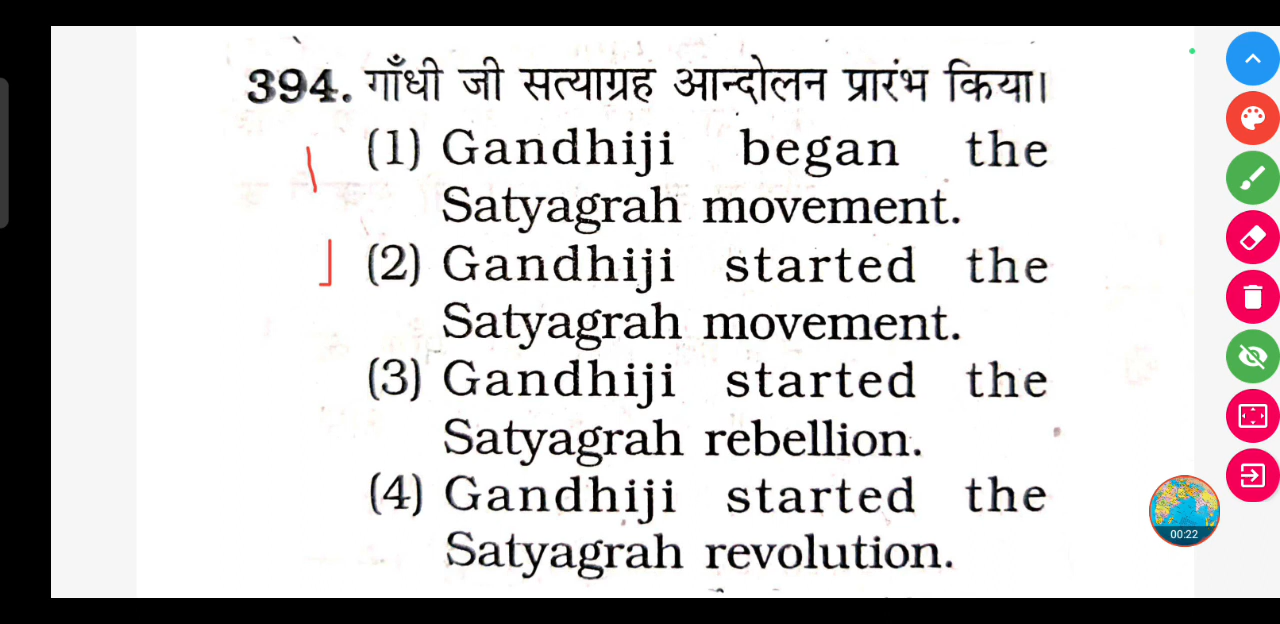 394. गाँधी जी सत्याग्रह आन्दोलन प्रारंभ किया।
(1) Gandhiji began the
Satyagrah movement.
(2) Gandhiji started the
Satyagrah movement.
(3) Gandhiji started the
Satyagrah rebellion.
(4) Gandhiji started the
Satyagrah revolution.
00:22